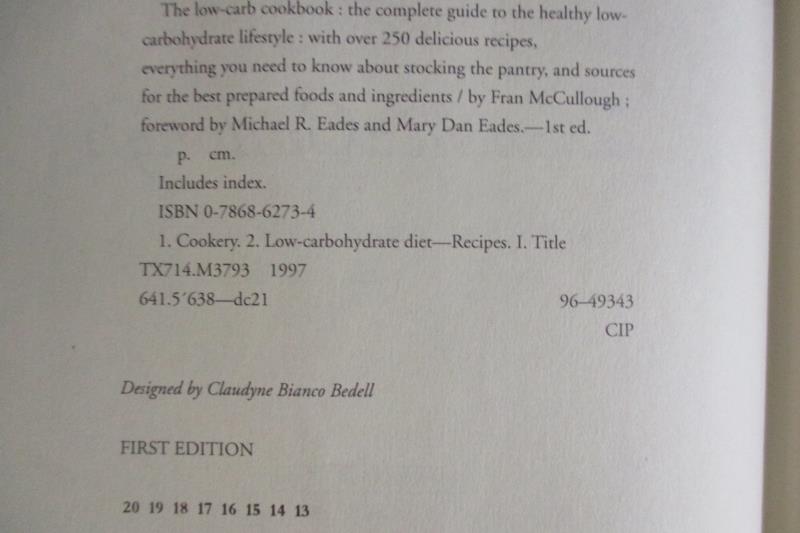 The low-carb cookbook : the complete guide to the healthy low-
carbohydrate lifestyle : with over 250 delicious recipes,
everything you need to know about stocking the pantry, and sources
for the best prepared foods and ingredients / by Fran McCullough ;
foreword by Michael R. Eades and Mary Dan Eades.—1st ed.
p. cm.
Includes index.
ISBN 0-7868-6273-4
1. Cookery. 2. Low-carbohydrate diet—Recipes. I. Title
TX714.M3793 1997
641.5´638—dc21 96–49343
CIP
Designed by Claudyne Bianco Bedell
FIRST EDITION
20 19 18 17 16 15 14 13